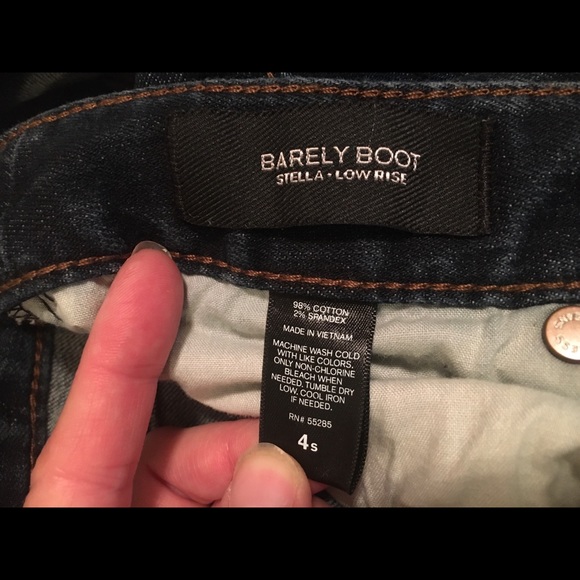 BARELY BOOT
STELLA • LOW RISE
98% COTTON
2% SPANDEX
MADE IN VIETNAM
MACHINE WASH COLD
WITH LIKE COLORS.
ONLY NON-CHLORINE
BLEACH WHEN
NEEDED. TUMBLE DRY
LOW. COOL IRON
IF NEEDED.
RN# 55285
4s